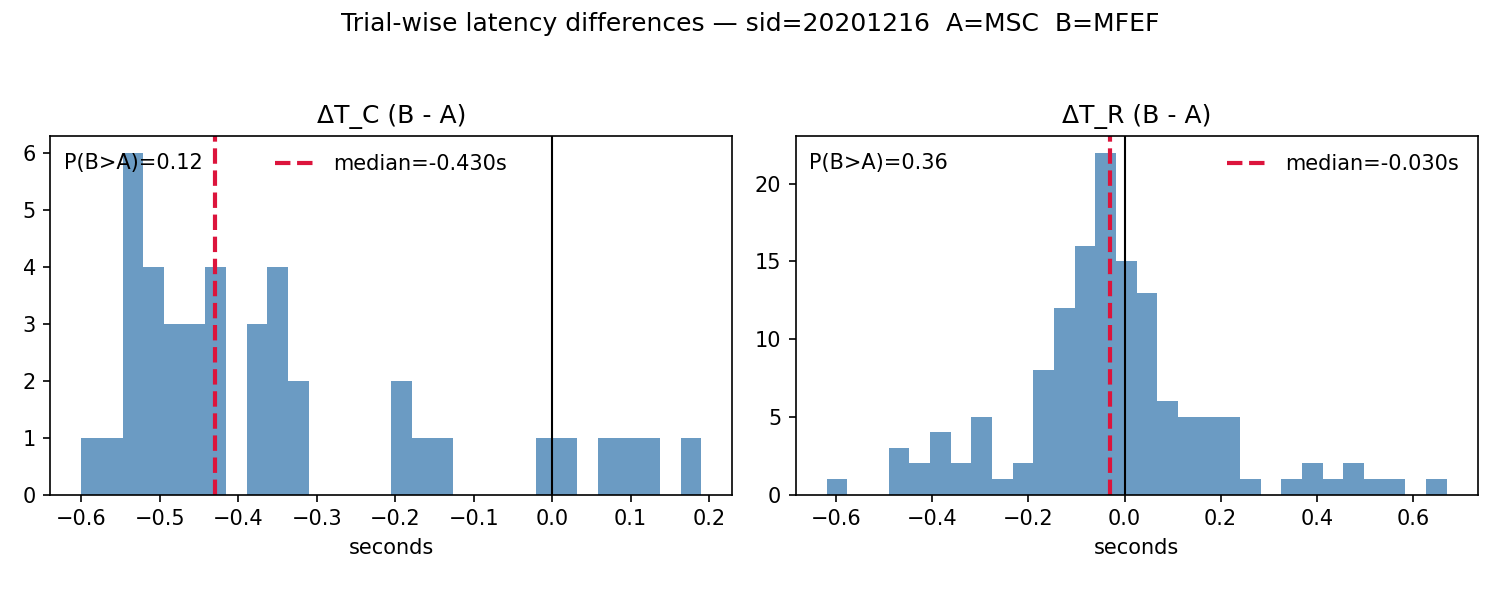 Trial-wise latency differences — sid=20201216  A=MSC  B=MFEF
ΔT_C (B - A)
P(B>A)=0.12
median=-0.430s
6
5
4
3
2
1
0
−0.6 −0.5 −0.4 −0.3 −0.2 −0.1 0.0 0.1 0.2
seconds
ΔT_R (B - A)
P(B>A)=0.36
median=-0.030s
20
15
10
5
0
−0.6 −0.4 −0.2 0.0 0.2 0.4 0.6
seconds